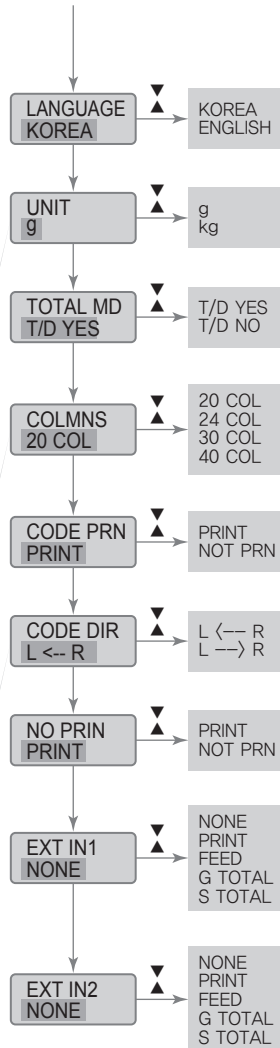 LANGUAGE
KOREA
KOREA
ENGLISH
UNIT
g
g
kg
TOTAL MD
T/D YES
T/D YES
T/D NO
COLMNS
20 COL
20 COL
24 COL
30 COL
40 COL
CODE PRN
PRINT
PRINT
NOT PRN
CODE DIR
L <-- R
L 〈-- R
L --〉 R
NO PRIN
PRINT
PRINT
NOT PRN
EXT IN1
NONE
NONE
PRINT
FEED
G TOTAL
S TOTAL
EXT IN2
NONE
NONE
PRINT
FEED
G TOTAL
S TOTAL